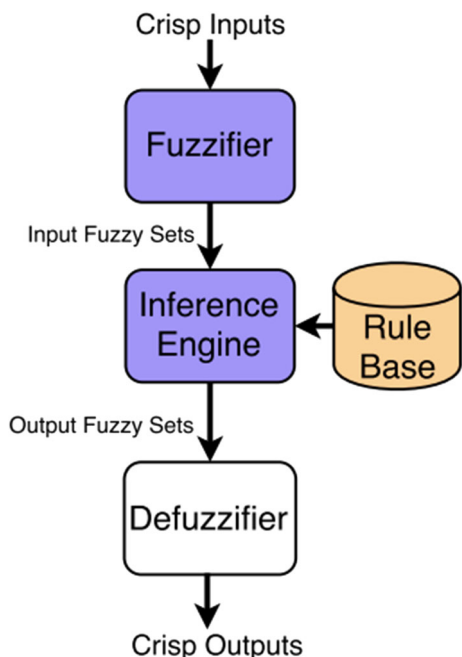 Crisp Inputs
Fuzzifier
Input Fuzzy Sets
Inference
Engine
Rule
Base
Output Fuzzy Sets
Defuzzifier
Crisp Outputs